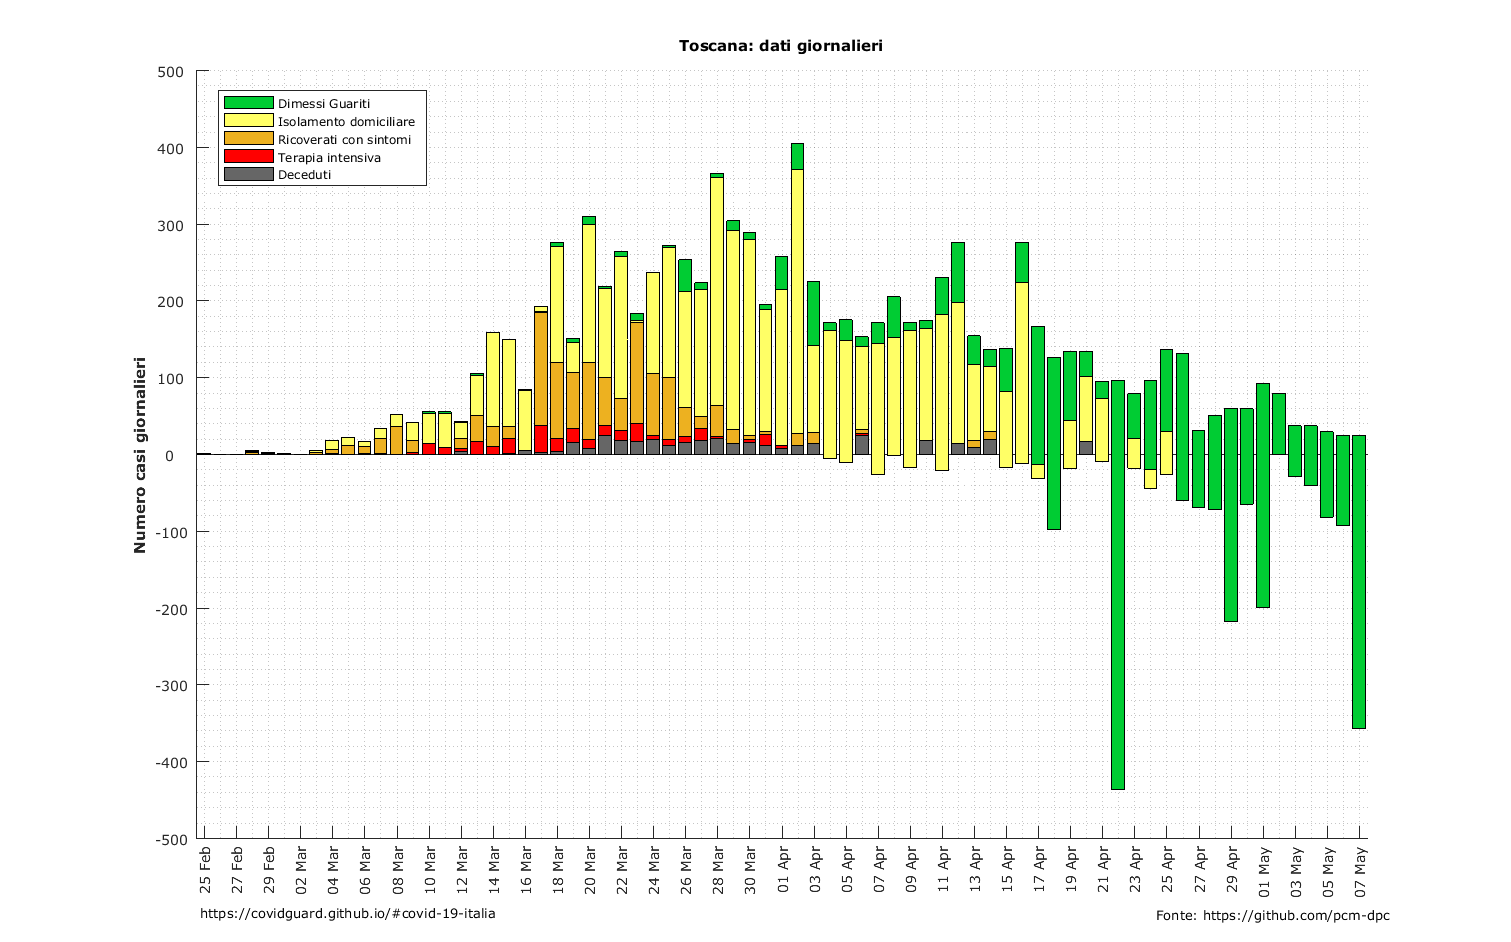 Toscana: dati giornalieri
500
400
300
200
100
0
-100
-200
-300
-400
-500
Numero casi giornalieri
Dimessi Guariti
Isolamento domiciliare
Ricoverati con sintomi
Terapia intensiva
Deceduti
25 Feb
27 Feb
29 Feb
02 Mar
04 Mar
06 Mar
08 Mar
10 Mar
12 Mar
14 Mar
16 Mar
18 Mar
20 Mar
22 Mar
24 Mar
26 Mar
28 Mar
30 Mar
01 Apr
03 Apr
05 Apr
07 Apr
09 Apr
11 Apr
13 Apr
15 Apr
17 Apr
19 Apr
21 Apr
23 Apr
25 Apr
27 Apr
29 Apr
01 May
03 May
05 May
07 May
https://covidguard.github.io/#covid-19-italia
Fonte: https://github.com/pcm-dpc